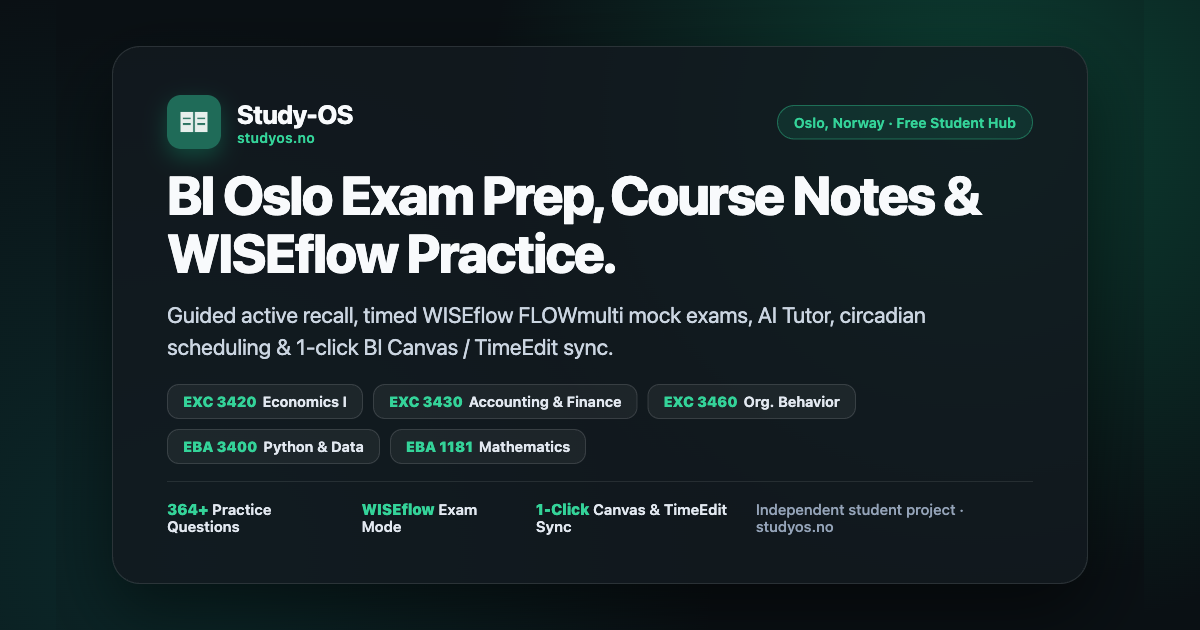 Study-OS
studyos.no
Oslo, Norway · Free Student Hub
BI Oslo Exam Prep, Course Notes &
WISEflow Practice.
Guided active recall, timed WISEflow FLOWmulti mock exams, AI Tutor, circadian
scheduling & 1-click BI Canvas / TimeEdit sync.
EXC 3420 Economics I
EXC 3430 Accounting & Finance
EXC 3460 Org. Behavior
EBA 3400 Python & Data
EBA 1181 Mathematics
364+ Practice
Questions
WISEflow Exam
Mode
1-Click Canvas & TimeEdit
Sync
Independent student project ·
studyos.no